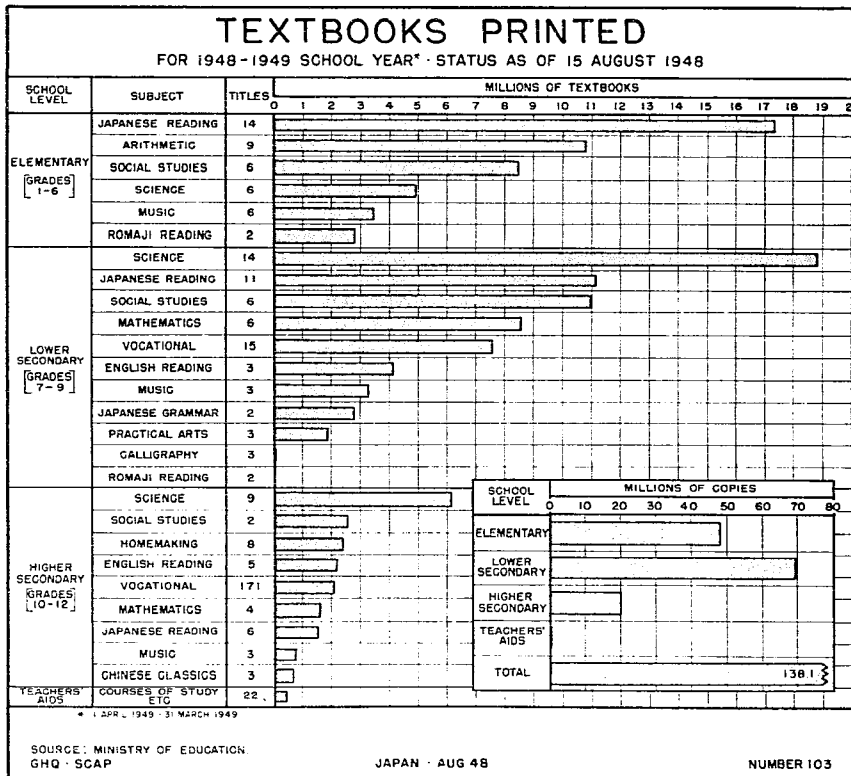 TEXTBOOKS PRINTED
FOR 1948-1949 SCHOOL YEAR* · STATUS AS OF 15 AUGUST 1948
SCHOOL LEVEL SUBJECT TITLES MILLIONS OF TEXTBOOKS
0 1 2 3 4 5 6 7 8 9 10 11 12 13 14 15 16 17 18 19
ELEMENTARY
[GRADES 1-6]
JAPANESE READING 14
ARITHMETIC 9
SOCIAL STUDIES 6
SCIENCE 6
MUSIC 6
ROMAJI READING 2
LOWER SECONDARY
[GRADES 7-9]
SCIENCE 14
JAPANESE READING 11
SOCIAL STUDIES 6
MATHEMATICS 6
VOCATIONAL 15
ENGLISH READING 3
MUSIC 3
JAPANESE GRAMMAR 2
PRACTICAL ARTS 3
CALLIGRAPHY 3
ROMAJI READING 2
HIGHER SECONDARY
[GRADES 10-12]
SCIENCE 9
SOCIAL STUDIES 2
HOMEMAKING 8
ENGLISH READING 5
VOCATIONAL 171
MATHEMATICS 4
JAPANESE READING 6
MUSIC 3
CHINESE CLASSICS 3
TEACHERS' AIDS COURSES OF STUDY ETC 22
SCHOOL LEVEL MILLIONS OF COPIES
0 10 20 30 40 50 60 70 80
ELEMENTARY
LOWER SECONDARY
HIGHER SECONDARY
TEACHERS' AIDS
TOTAL 138.1
* 1 APR 1949 - 31 MARCH 1949
SOURCE: MINISTRY OF EDUCATION
GHQ - SCAP JAPAN - AUG 48 NUMBER 103